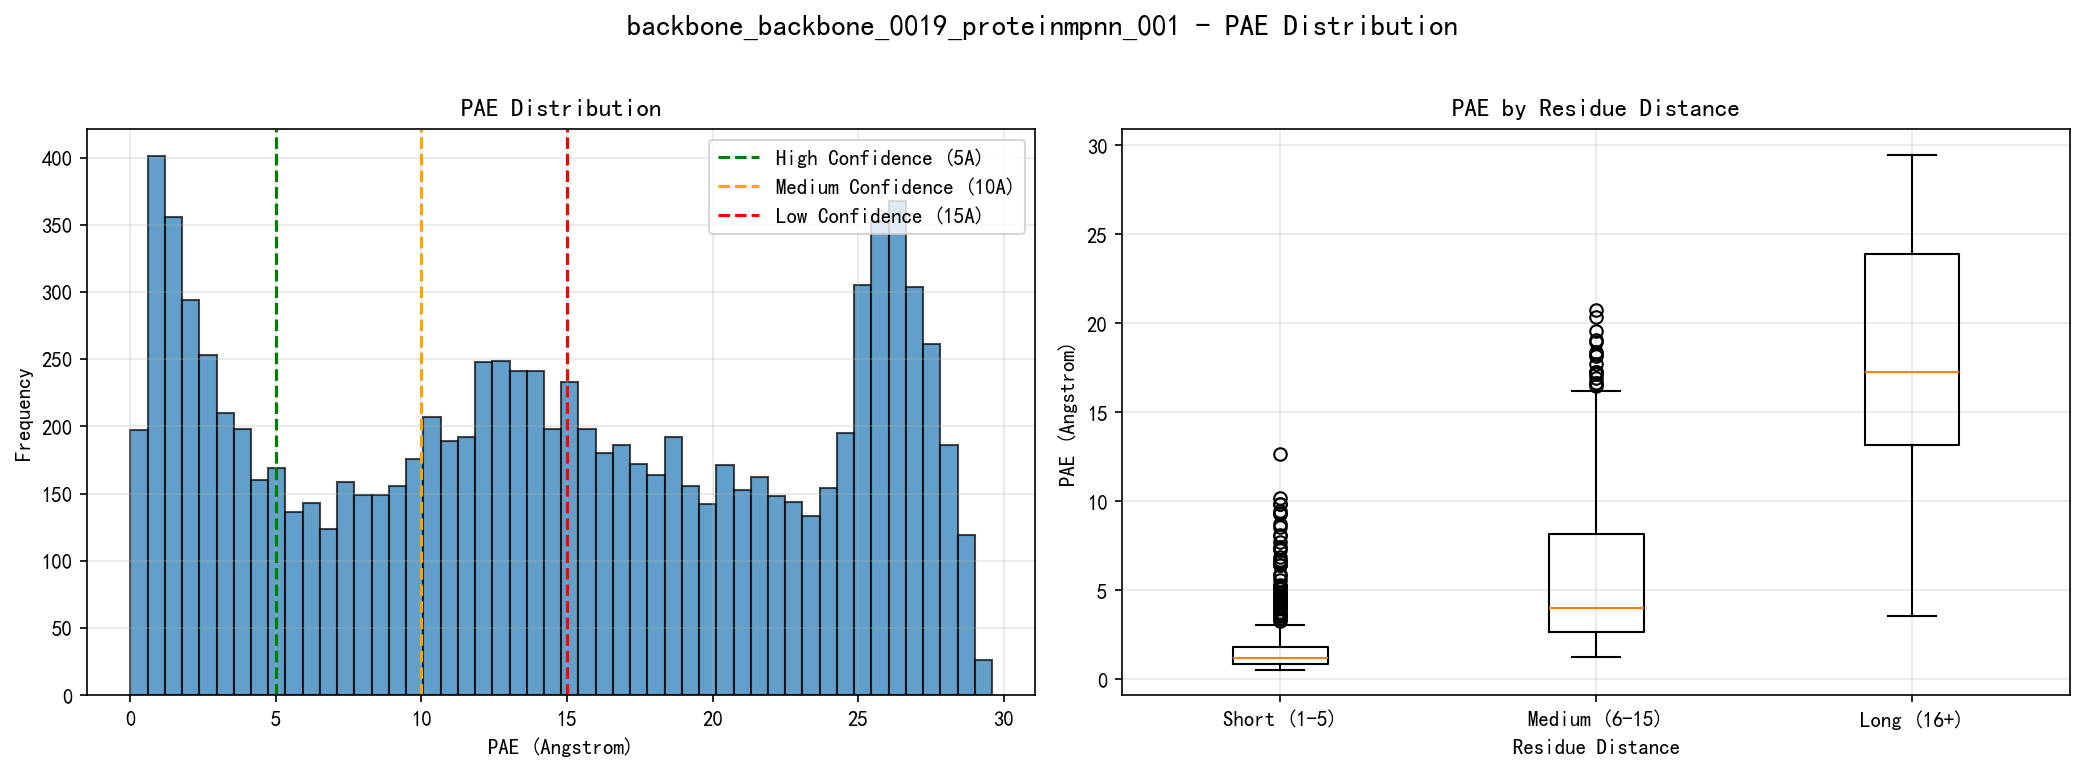 backbone_backbone_0019_proteinmpnn_001 - PAE Distribution
PAE Distribution
400
350
300
250
200
150
100
50
0
Frequency
0 5 10 15 20 25 30
PAE (Angstrom)
High Confidence (5A)
Medium Confidence (10A)
Low Confidence (15A)
PAE by Residue Distance
30
25
20
15
10
5
0
PAE (Angstrom)
Short (1-5) Medium (6-15) Long (16+)
Residue Distance